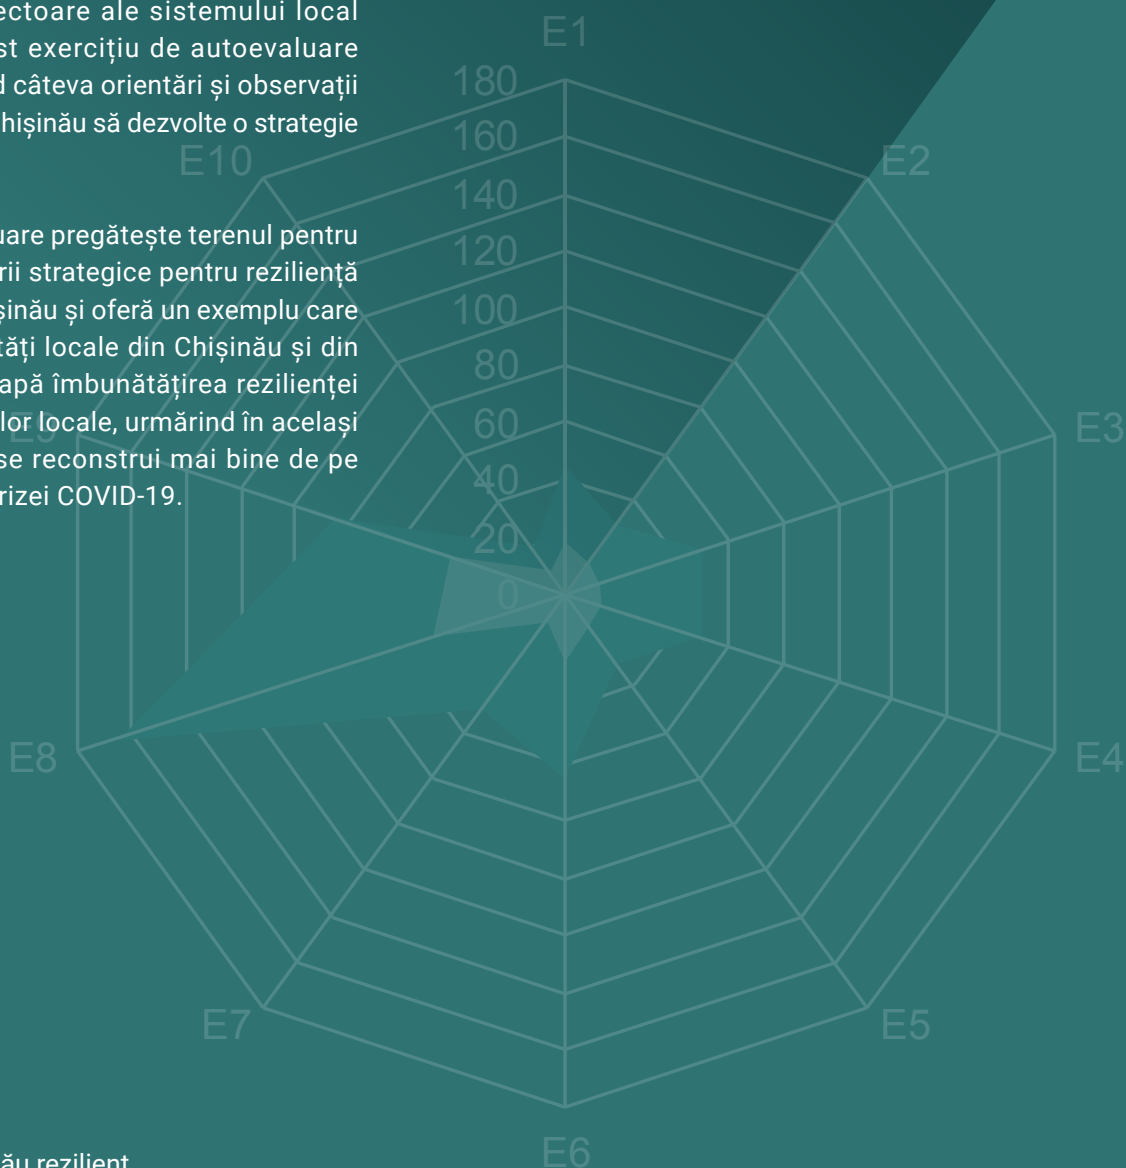 ectoare ale sistemului local
st exercițiu de autoevaluare
d câteva orientări și observații
hișinău să dezvolte o strategie
uare pregătește terenul pentru
rii strategice pentru reziliență
șinău și oferă un exemplu care
tăți locale din Chișinău și din
apă îmbunătățirea rezilienței
lor locale, urmărind în același
se reconstrui mai bine de pe
rizei COVID-19.
E1
180
160
140
120
100
80
60
40
20
0
E2
E3
E4
E5
E6
E7
E8
E9
E10
ău rezilient